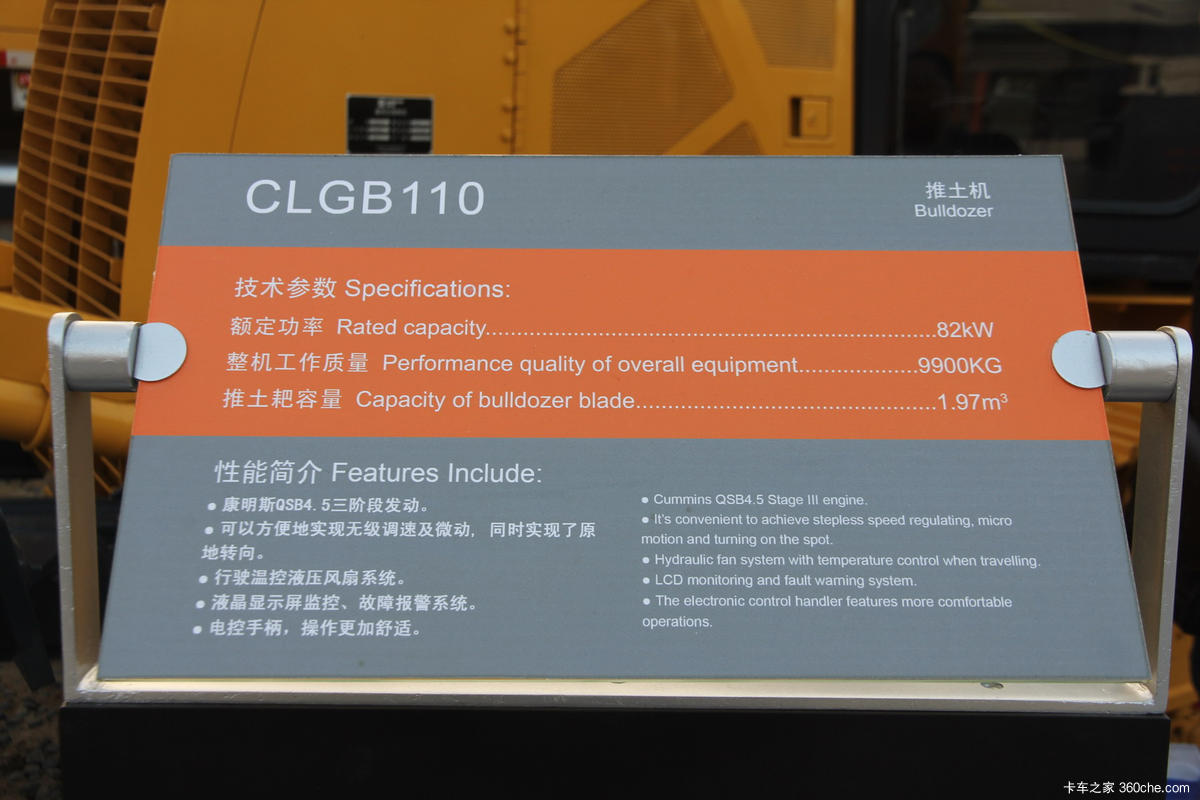 CLGB110
推土机
Bulldozer
技术参数 Specifications:
额定功率 Rated capacity......................................................................82kW
整机工作质量 Performance quality of overall equipment..................9900KG
推土耙容量 Capacity of bulldozer blade..............................................1.97m³
性能简介 Features Include:
● 康明斯QSB4.5三阶段发动。
● 可以方便地实现无级调速及微动, 同时实现了原
地转向。
● 行驶温控液压风扇系统。
● 液晶显示屏监控、故障报警系统。
● 电控手柄，操作更加舒适。
● Cummins QSB4.5 Stage III engine.
● It's convenient to achieve stepless speed regulating, micro
motion and turning on the spot.
● Hydraulic fan system with temperature control when travelling.
● LCD monitoring and fault warning system.
● The electronic control handler features more comfortable
operations.
卡车之家 360che.com